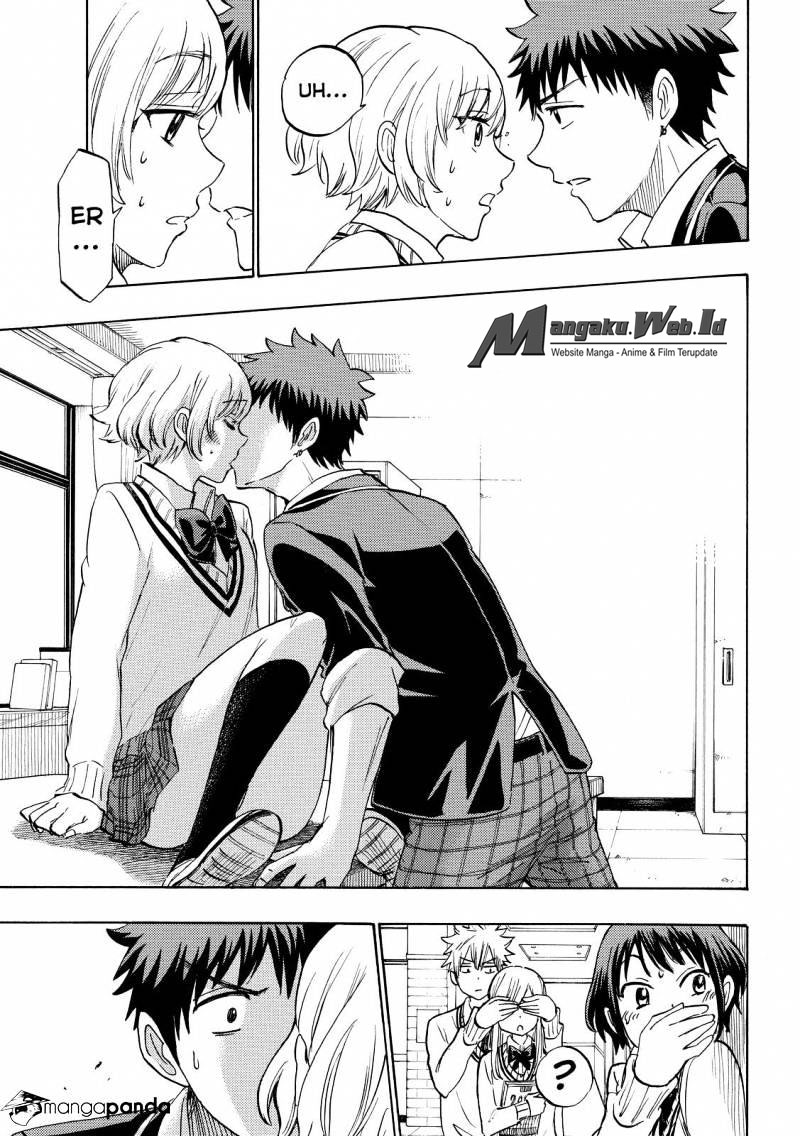 UH...
ER
...
Mangaku.Web.Id
Website Manga - Anime & Film Terupdate
?
mangapanda